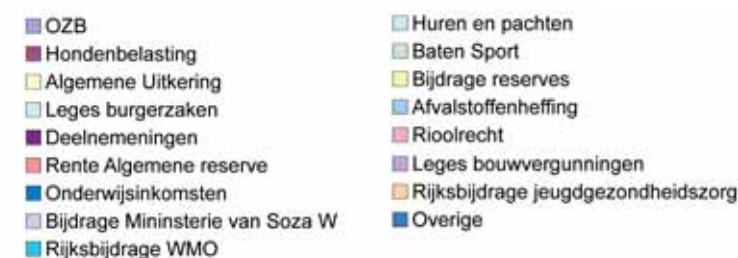 OZB
Hondenbelasting
Algemene Uitkering
Leges burgerzaken
Deelnemeningen
Rente Algemene reserve
Onderwijsinkomsten
Bijdrage Mininsterie van Soza W
Rijksbijdrage WMO
Huren en pachten
Baten Sport
Bijdrage reserves
Afvalstoffenheffing
Rioolrecht
Leges bouwvergunningen
Rijksbijdrage jeugdgezondheidszorg
Overige